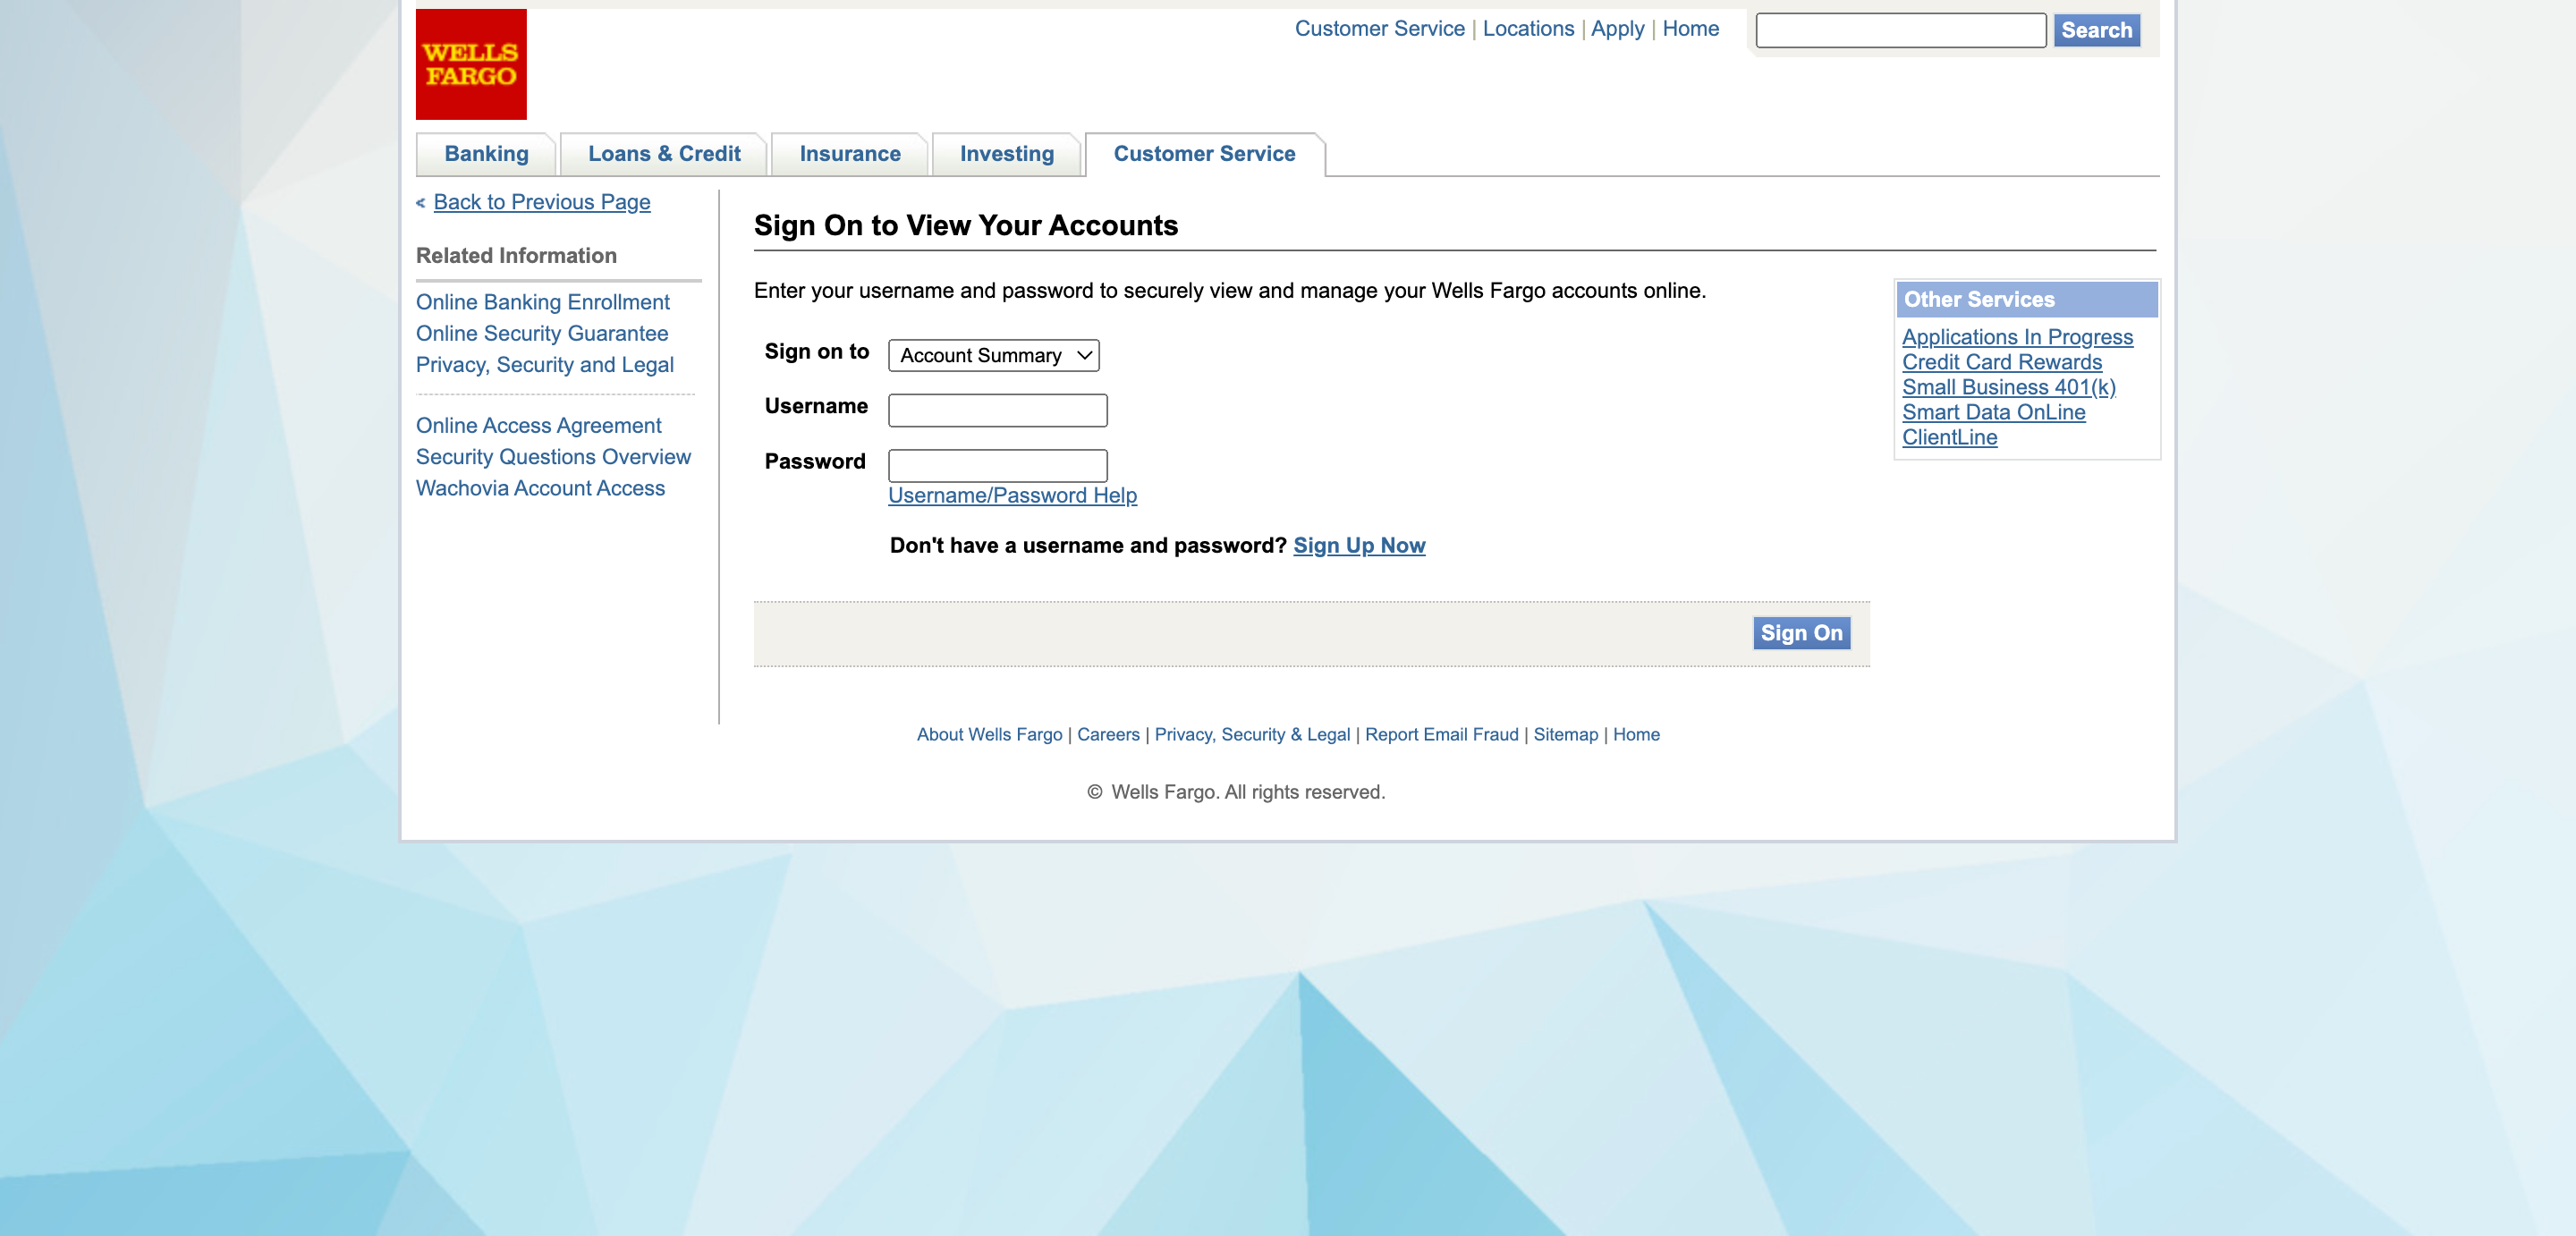 WELLS
FARGO
Customer Service | Locations | Apply | Home
Search
Banking
Loans & Credit
Insurance
Investing
Customer Service
< Back to Previous Page
Related Information
Online Banking Enrollment
Online Security Guarantee
Privacy, Security and Legal
Online Access Agreement
Security Questions Overview
Wachovia Account Access
Sign On to View Your Accounts
Enter your username and password to securely view and manage your Wells Fargo accounts online.
Sign on to
Account Summary
Username
Password
Username/Password Help
Don't have a username and password? Sign Up Now
Sign On
Other Services
Applications In Progress
Credit Card Rewards
Small Business 401(k)
Smart Data OnLine
ClientLine
About Wells Fargo | Careers | Privacy, Security & Legal | Report Email Fraud | Sitemap | Home
© Wells Fargo. All rights reserved.